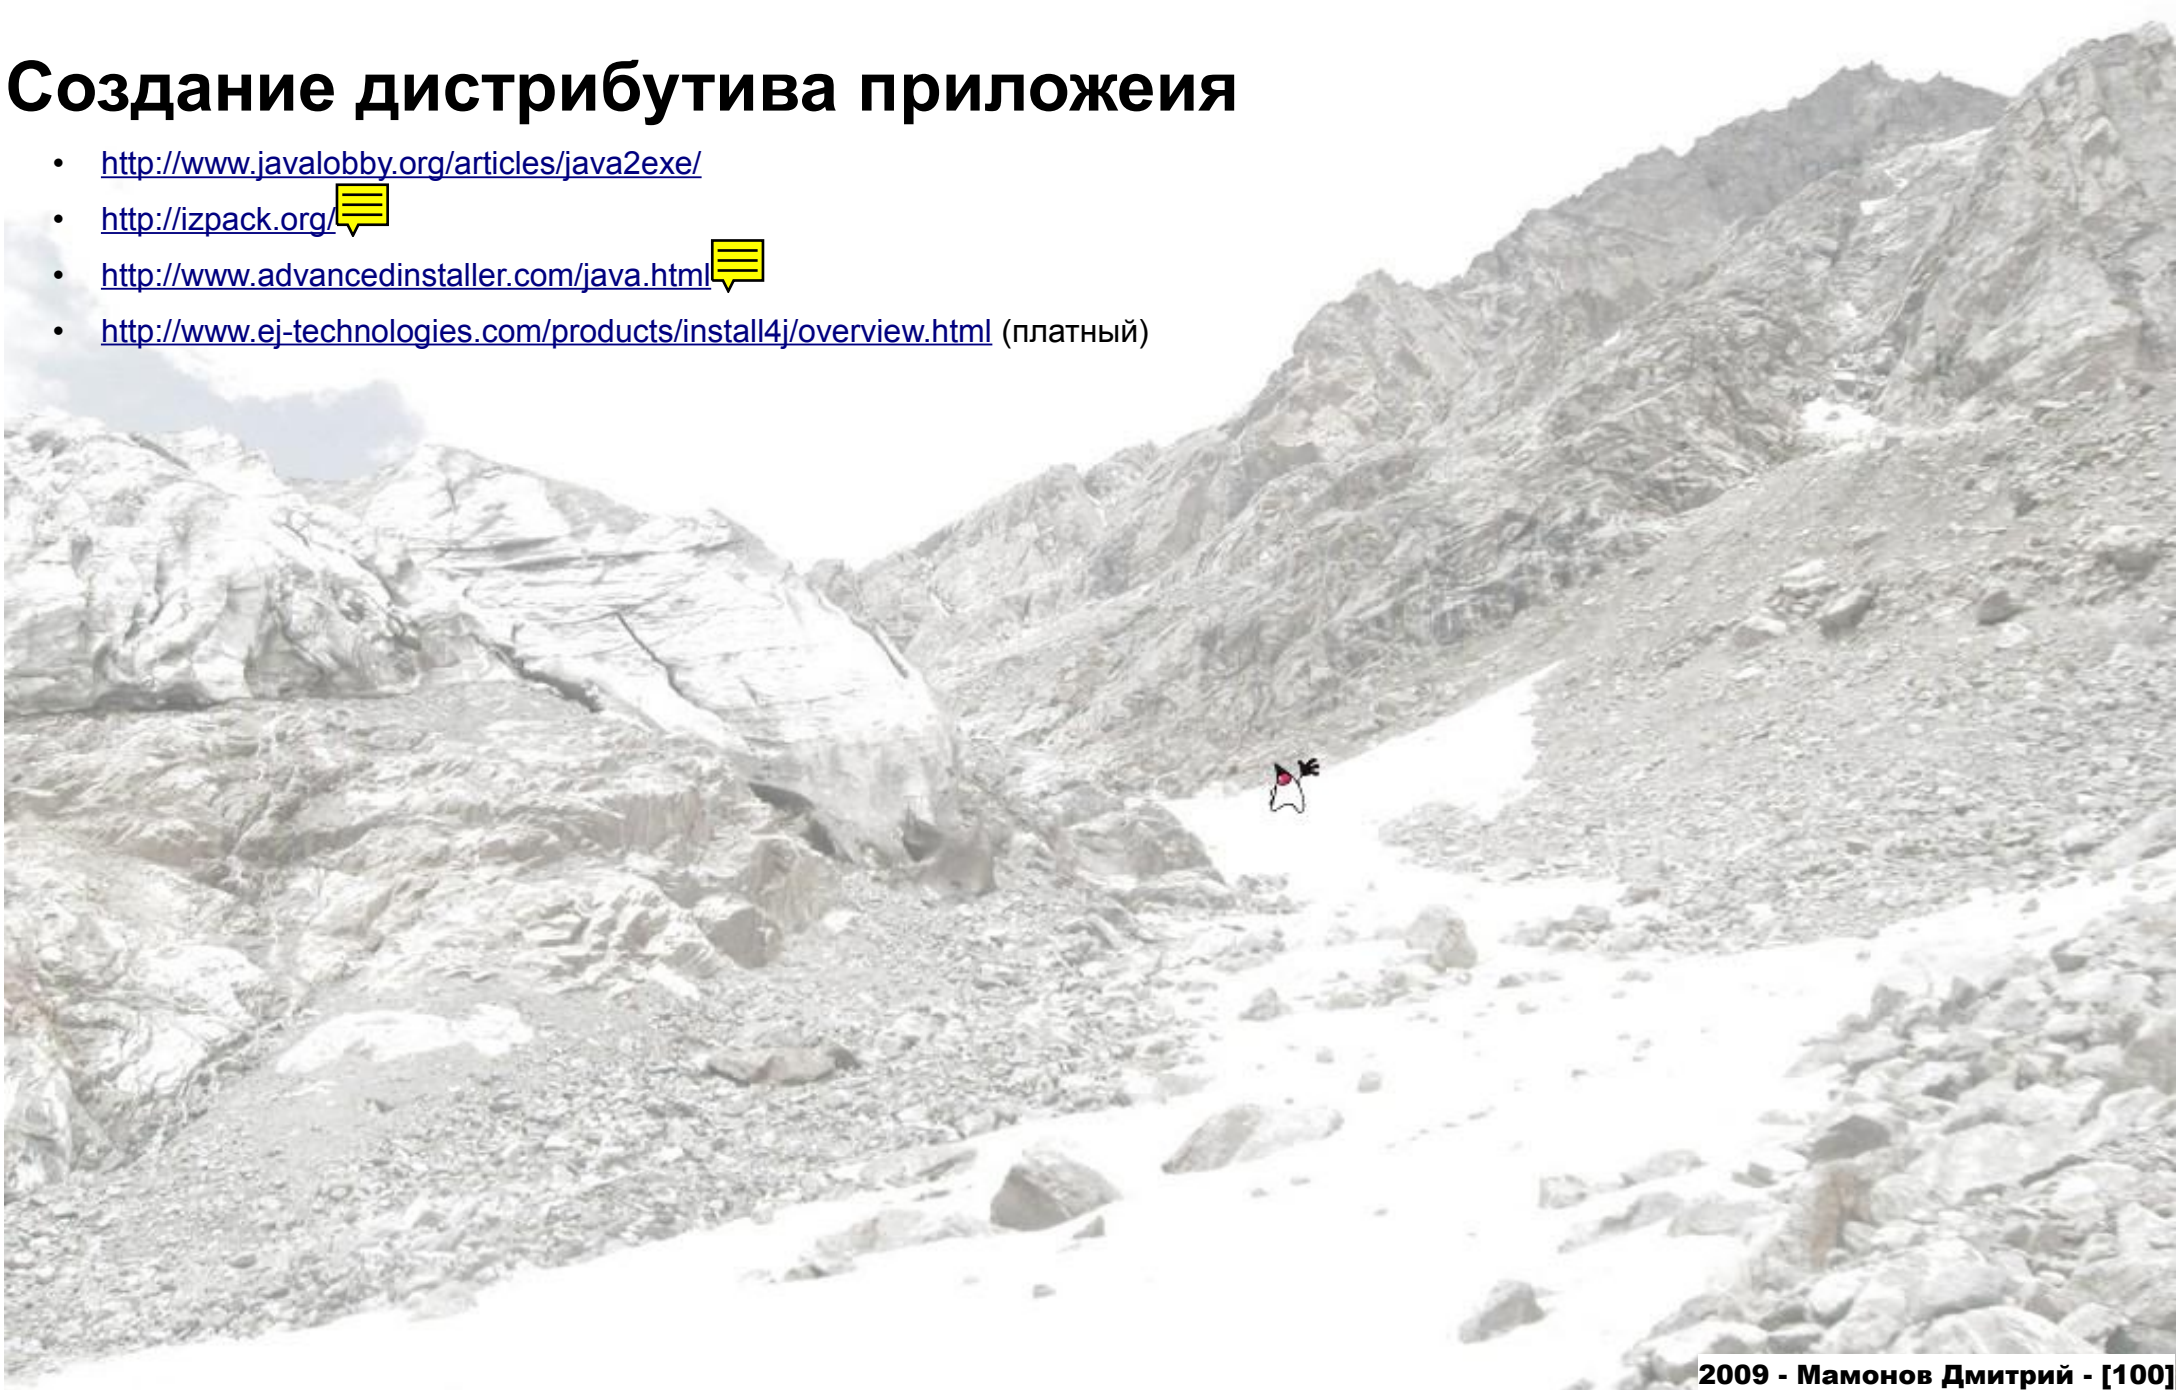 Создание дистрибутива приложеия
• http://www.javalobby.org/articles/java2exe/
• http://izpack.org/
• http://www.advancedinstaller.com/java.html
• http://www.ej-technologies.com/products/install4j/overview.html (платный)
2009 - Мамонов Дмитрий - [100]